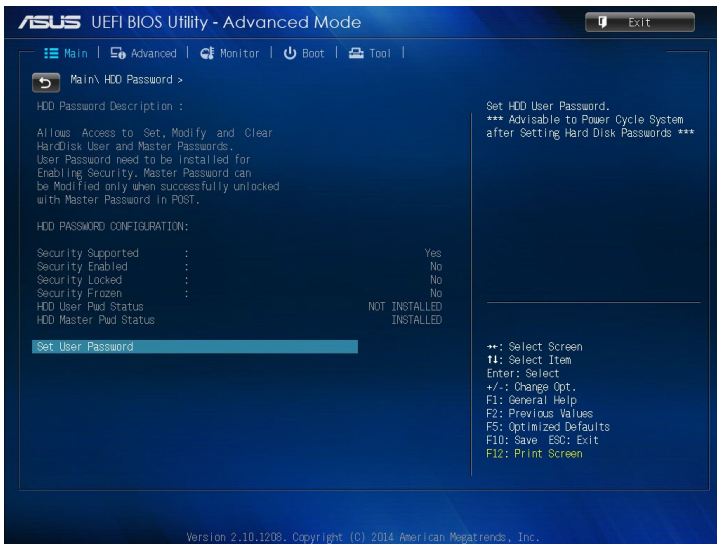 ASUS UEFI BIOS Utility - Advanced Mode
Exit
Main Advanced Monitor Boot Tool
Main\ HDD Password >
HDD Password Description :
Allows Access to Set, Modify and Clear
HardDisk User and Master Passwords.
User Password need to be installed for
Enabling Security. Master Password can
be Modified only when successfully unlocked
with Master Password in POST.
HDD PASSWORD CONFIGURATION:
Security Supported : Yes
Security Enabled : No
Security Locked : No
Security Frozen : No
HDD User Pwd Status NOT INSTALLED
HDD Master Pwd Status INSTALLED
Set User Password
Set HDD User Password.
*** Advisable to Power Cycle System
after Setting Hard Disk Passwords ***
→←: Select Screen
↑↓: Select Item
Enter: Select
+/-: Change Opt.
F1: General Help
F2: Previous Values
F5: Optimized Defaults
F10: Save ESC: Exit
F12: Print Screen
Version 2.10.1208. Copyright (C) 2014 American Megatrends, Inc.